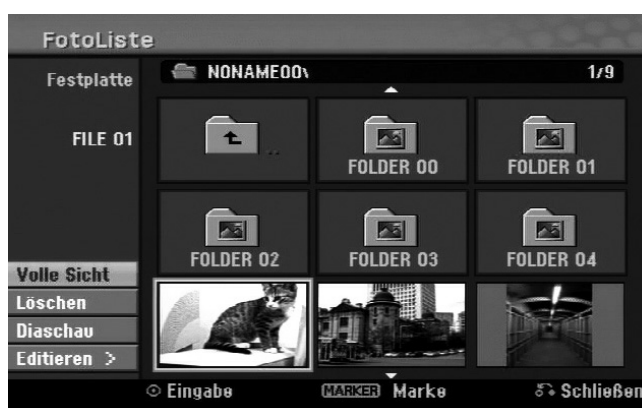 FotoListe
Festplatte
NONAME00\
1/9
FILE 01
..
FOLDER 00
FOLDER 01
FOLDER 02
FOLDER 03
FOLDER 04
Volle Sicht
Löschen
Diaschau
Editieren >
Eingabe
MARKER Marke
Schließen